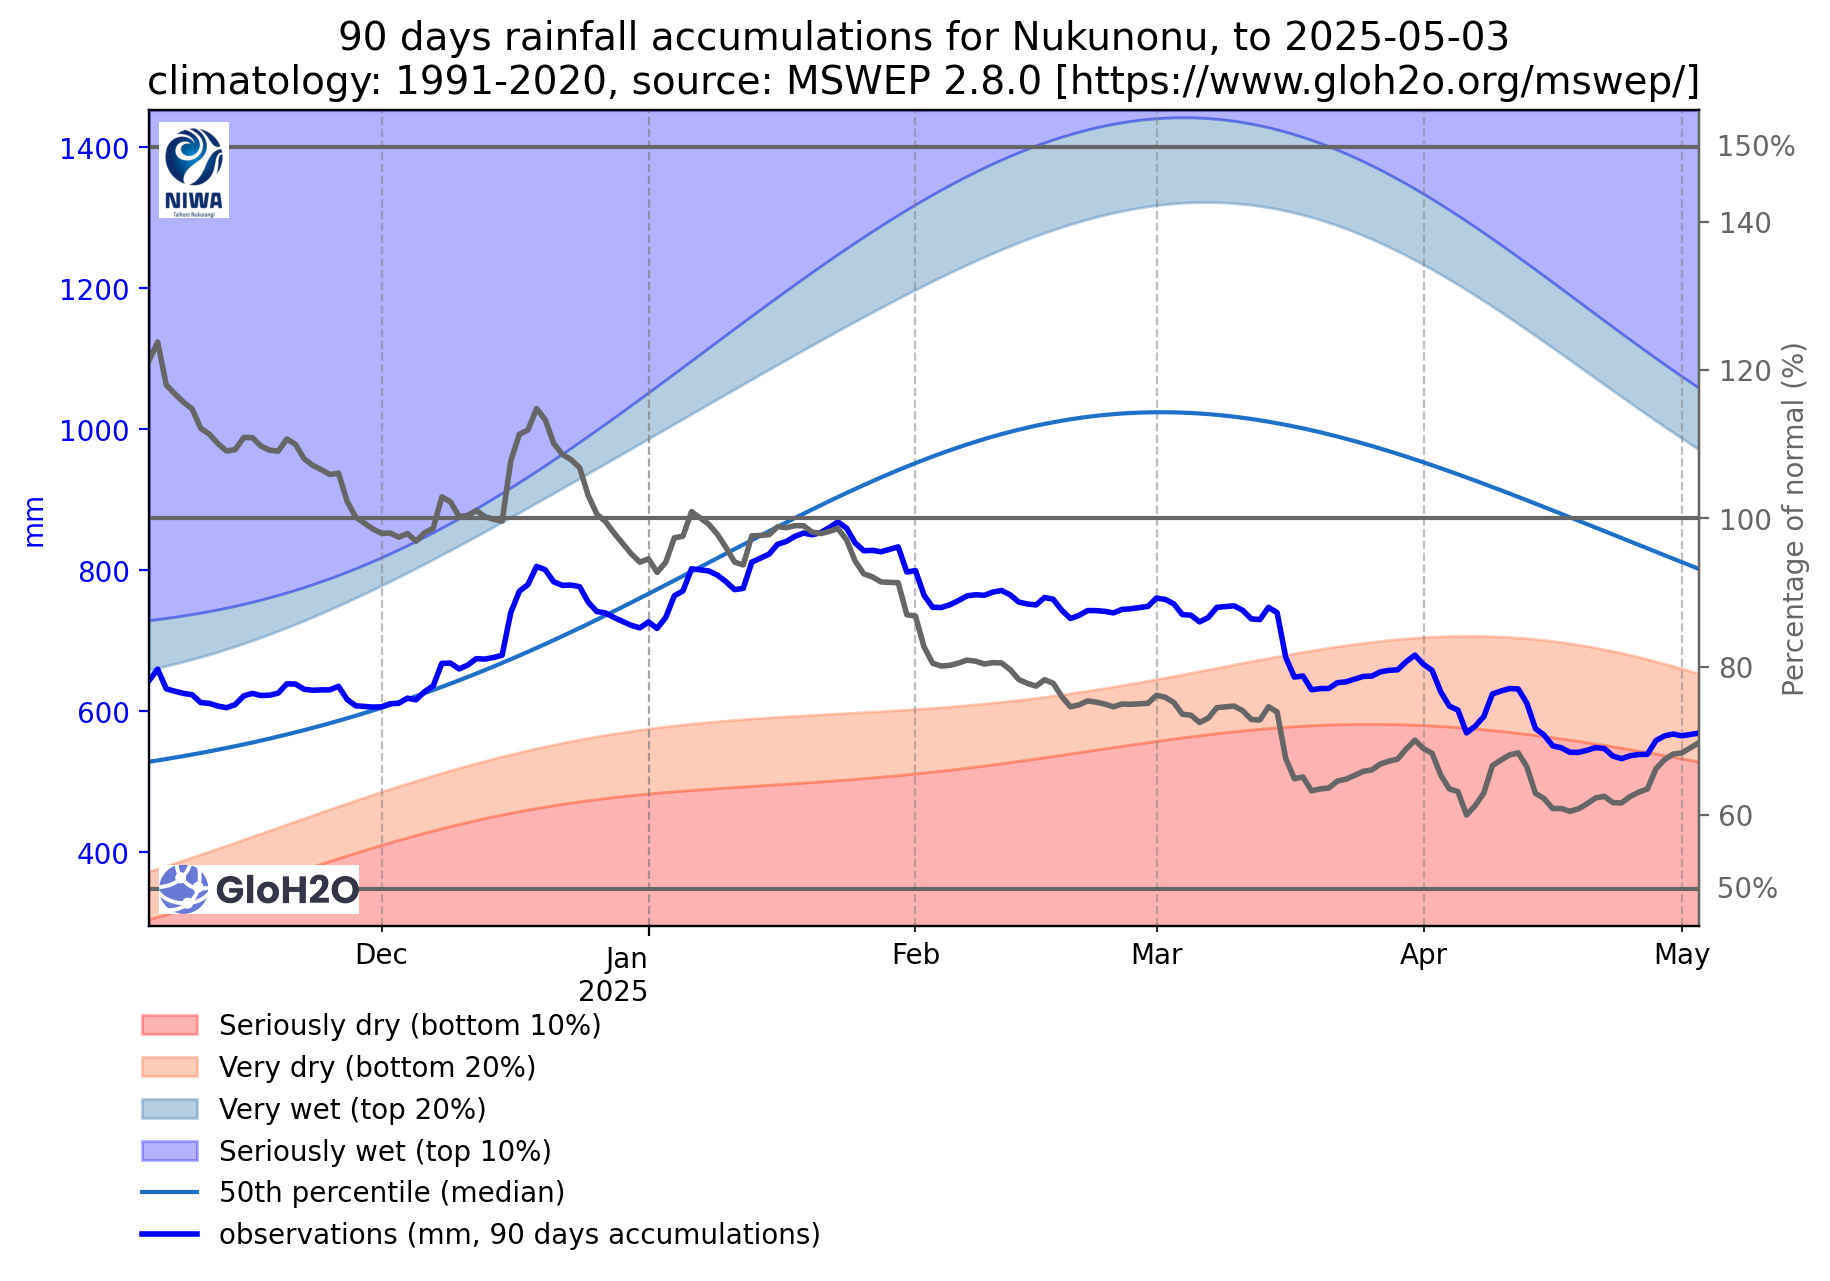 90 days rainfall accumulations for Nukunonu, to 2025-05-03
climatology: 1991-2020, source: MSWEP 2.8.0 [https://www.gloh2o.org/mswep/]
NIWA
Taihoro Nukurangi
1400
1200
1000
800
600
400
mm
150%
140
120
100
80
60
50%
Percentage of normal (%)
GloH2O
Dec
Jan
2025
Feb
Mar
Apr
May
Seriously dry (bottom 10%)
Very dry (bottom 20%)
Very wet (top 20%)
Seriously wet (top 10%)
50th percentile (median)
observations (mm, 90 days accumulations)